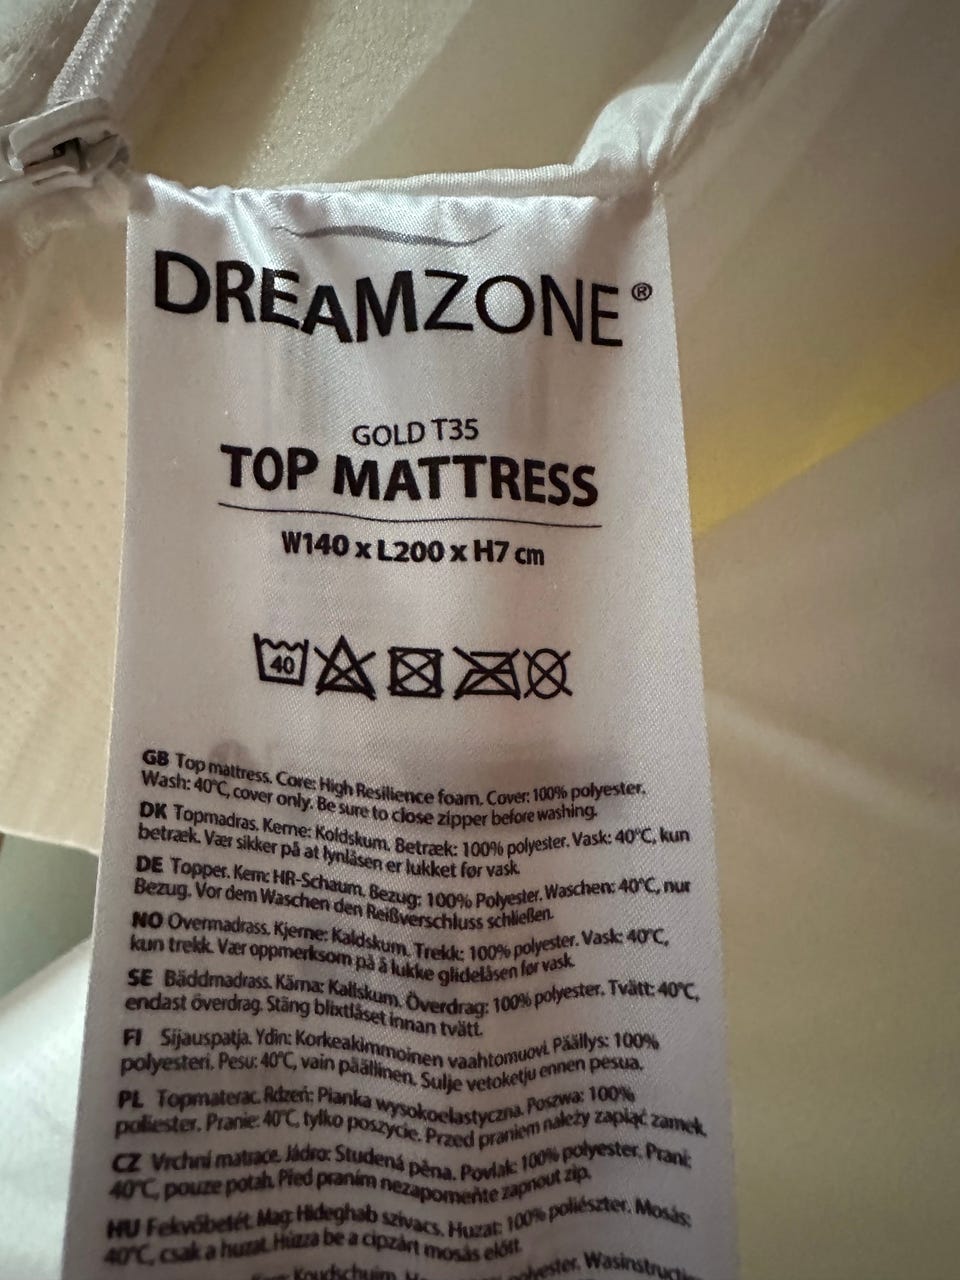 DREAMZONE®
GOLD T35
TOP MATTRESS
W140 x L200 x H7 cm
40
GB Top mattress. Core: High Resilience foam. Cover: 100% polyester.
Wash: 40°C, cover only. Be sure to close zipper before washing.
DK Topmadras. Kerne: Koldskum. Betræk: 100% polyester. Vask: 40°C, kun
betræk. Vær sikker på at lynlåsen er lukket før vask.
DE Topper. Kern: HR-Schaum. Bezug: 100% Polyester. Waschen: 40°C, nur
Bezug. Vor dem Waschen den Reißverschluss schließen.
NO Overmadrass. Kjerne: Kaldskum. Trekk: 100% polyester. Vask: 40°C,
kun trekk. Vær oppmerksom på å lukke glidelåsen før vask.
SE Bäddmadrass. Kärna: Kallskum. Överdrag: 100% polyester. Tvätt: 40°C,
endast överdrag. Stäng blixtlåset innan tvätt.
FI Sijauspatja. Ydin: Korkeakimmoinen vaahtomuovi. Päällys: 100%
polyesteri. Pesu: 40°C, vain päällinen. Sulje vetoketju ennen pesua.
PL Topmaterac. Rdzeń: Pianka wysokoelastyczna. Poszwa: 100%
poliester. Pranie: 40°C, tylko poszycie. Przed praniem należy zapiąć zamek.
CZ Vrchní matrace. Jádro: Studená pěna. Povlak: 100% polyester. Praní:
40°C, pouze potah. Před praním nezapomeňte zapnout zip.
HU Fekvőbetét. Mag: Hideghab szivacs. Huzat: 100% poliészter. Mosás:
40°C, csak a huzat. Húzza be a cipzárt mosás előtt.
Koudschuim.